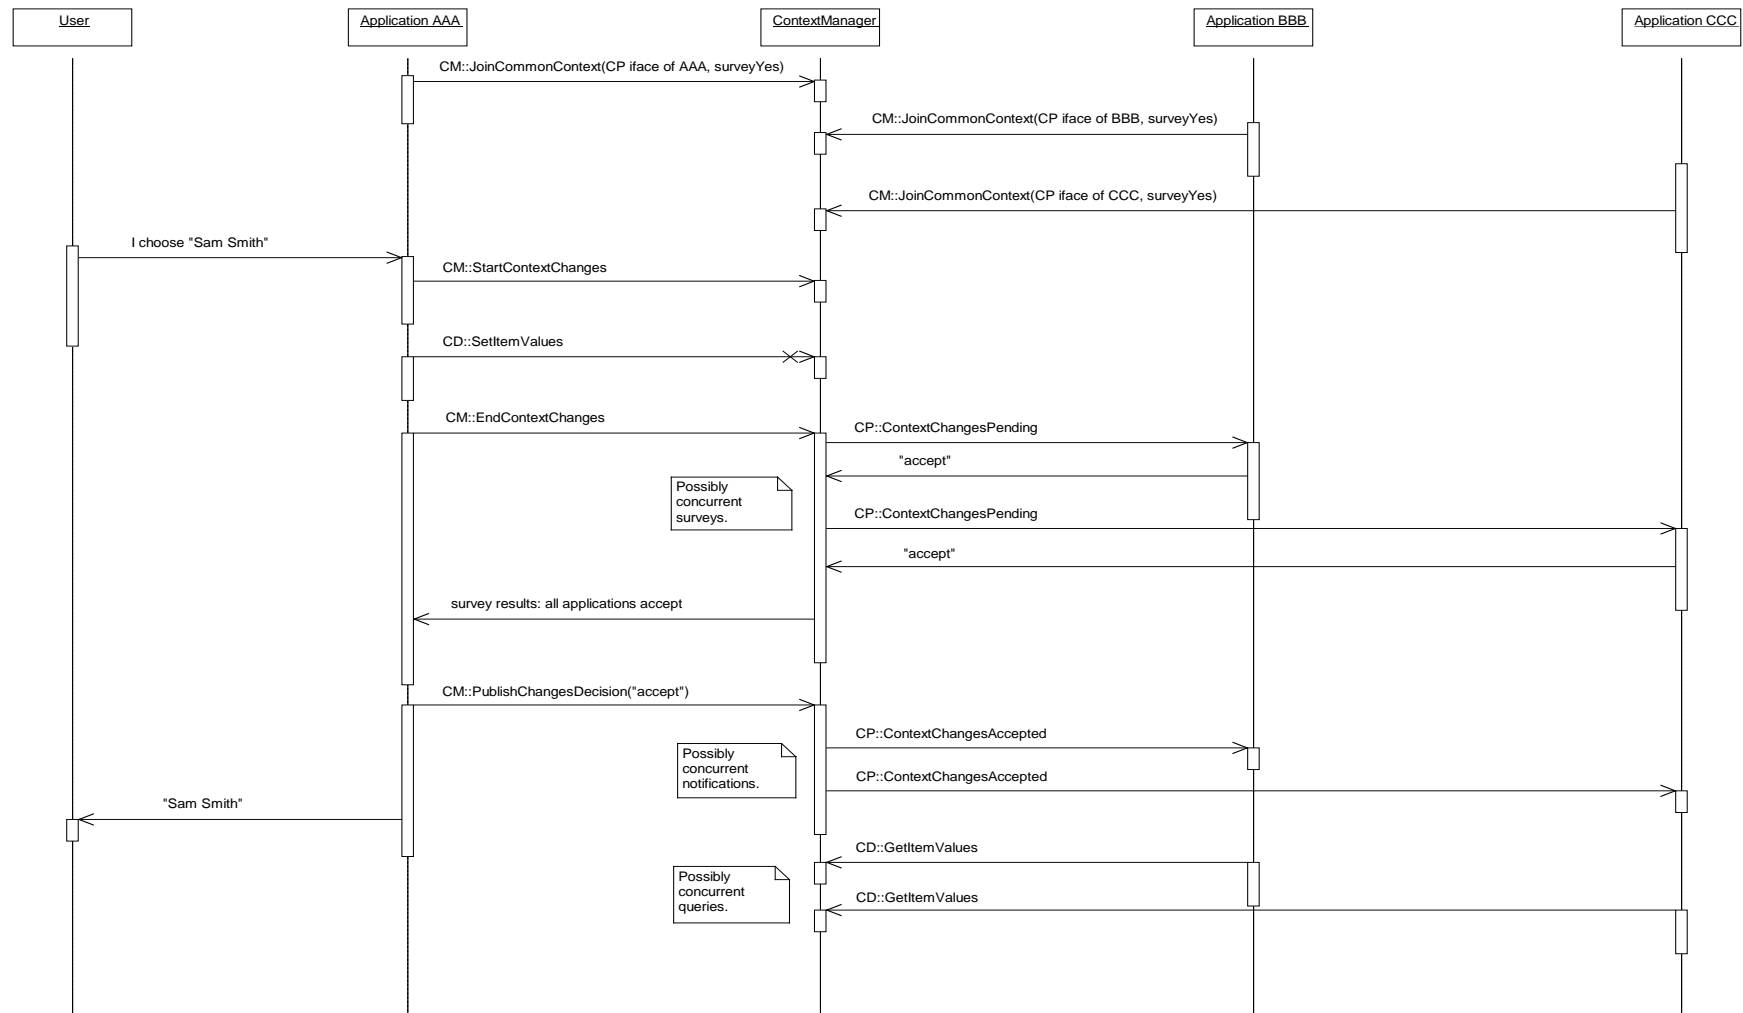 User
Application AAA
ContextManager
Application BBB
Application CCC
CM::JoinCommonContext(CP iface of AAA, surveyYes)
CM::JoinCommonContext(CP iface of BBB, surveyYes)
CM::JoinCommonContext(CP iface of CCC, surveyYes)
I choose "Sam Smith"
CM::StartContextChanges
CD::SetItemValues
CM::EndContextChanges
CP::ContextChangesPending
"accept"
Possibly
concurrent
surveys.
CP::ContextChangesPending
"accept"
survey results: all applications accept
CM::PublishChangesDecision("accept")
CP::ContextChangesAccepted
Possibly
concurrent
notifications.
CP::ContextChangesAccepted
"Sam Smith"
CD::GetItemValues
Possibly
concurrent
queries.
CD::GetItemValues